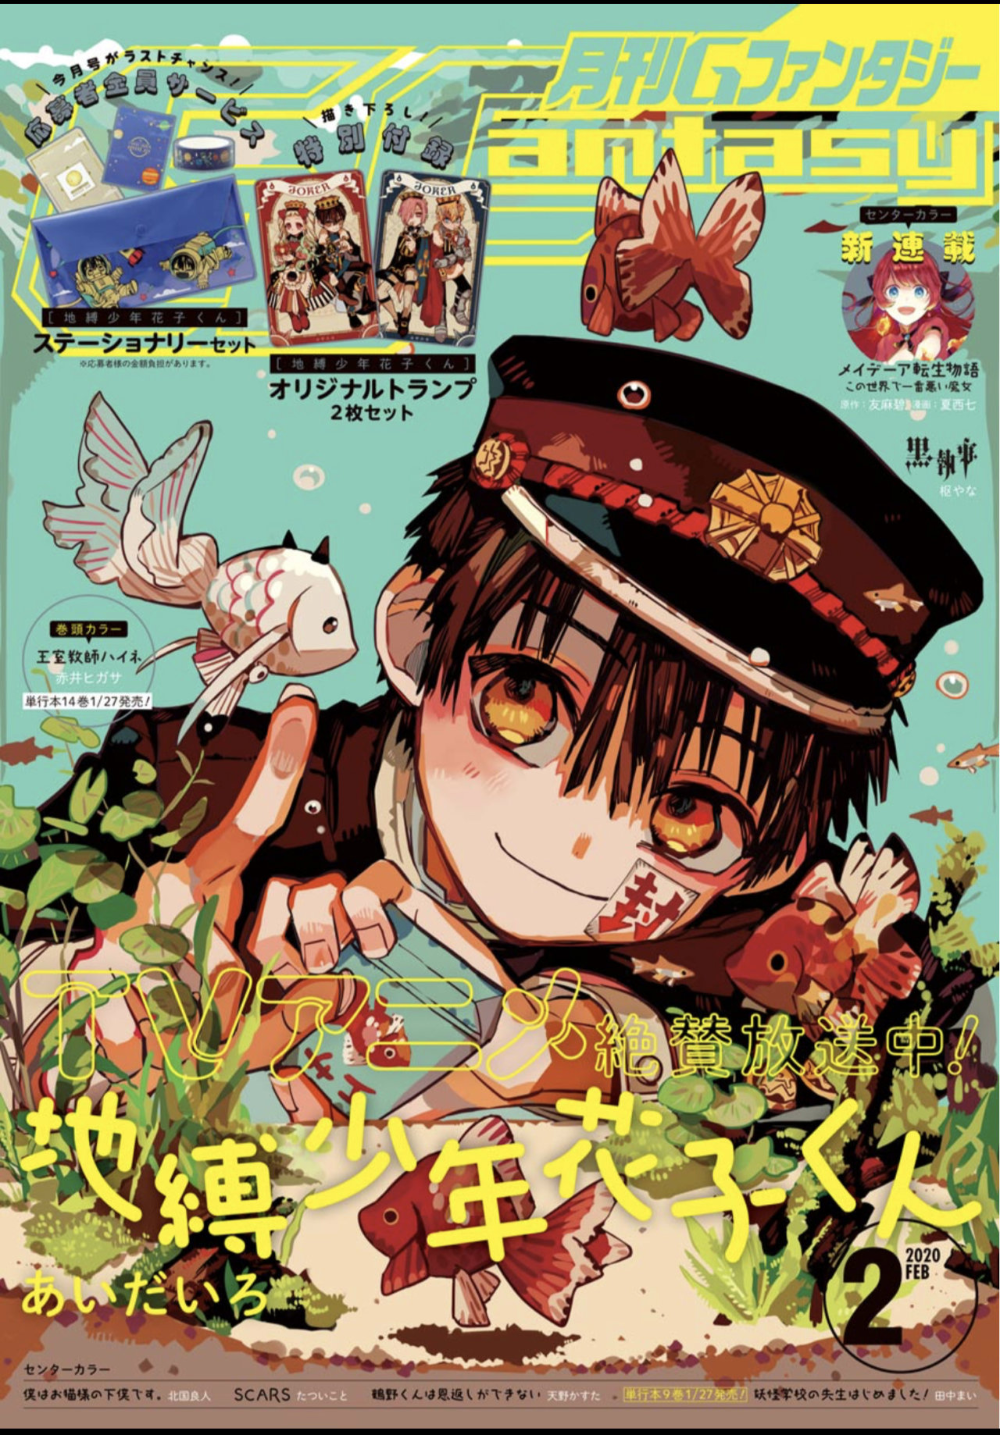 月刊Gファンタジー
antasy
今月号がラストチャンス!
応募者全員サービス
[地縛少年花子くん]
ステーショナリーセット
※応募者様の金額負担があります。
描き下ろし!
特別付録
JOKER
JOKER
[地縛少年花子くん]
オリジナルトランプ
2枚セット
センターカラー
新連載
メイデーア転生物語
この世界で一番悪い魔女
原作:友麻碧 漫画:夏西七
黒執事
枢やな
巻頭カラー
王室教師ハイネ
赤井ヒガサ
単行本14巻1/27発売!
封
TVアニメ絶賛放送中!
地縛少年花子くん
あいだいろ
2
2020
FEB
センターカラー
僕はお猫様の下僕です。 北国良人 SCARS たついこと 鵺野くんは恩返しができない 天野かすた 単行本9巻1/27発売! 妖怪学校の先生はじめました! 田中まい